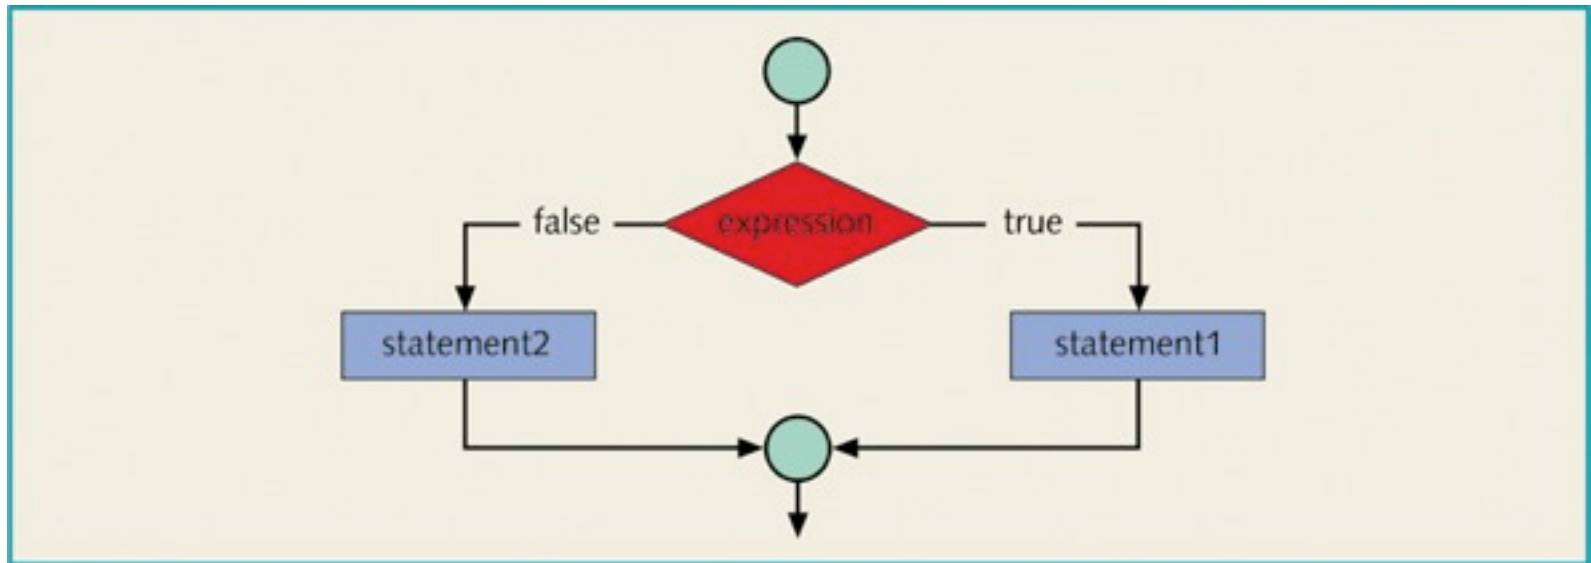 false
expression
true
statement2
statement1